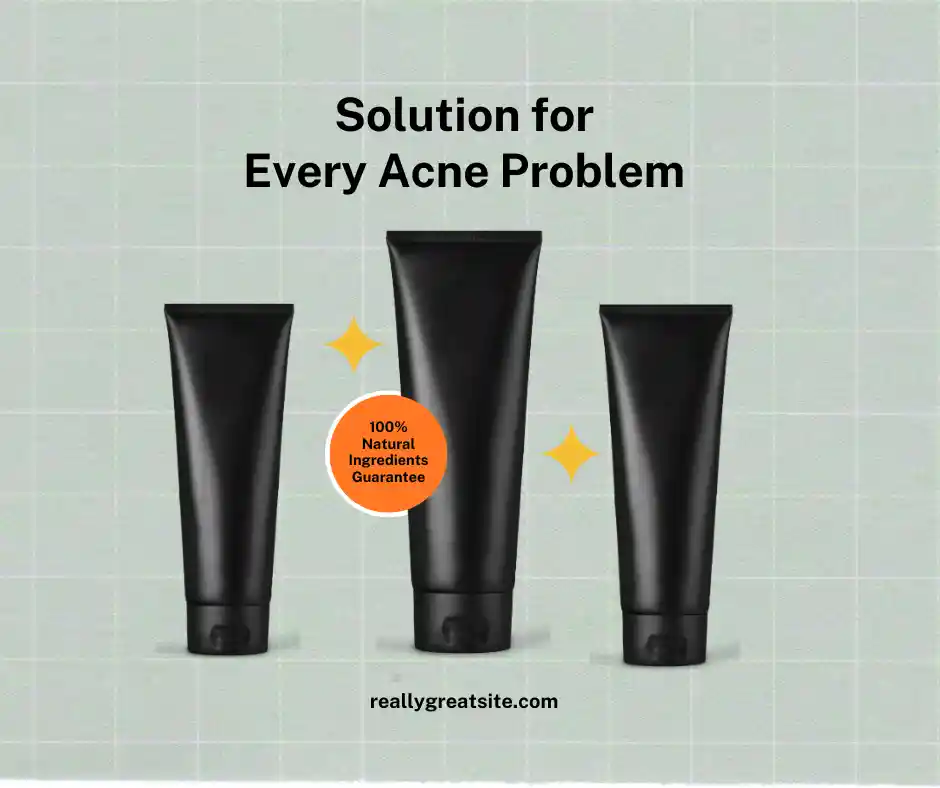 Solution for
Every Acne Problem
100%
Natural
Ingredients
Guarantee
reallygreatsite.com